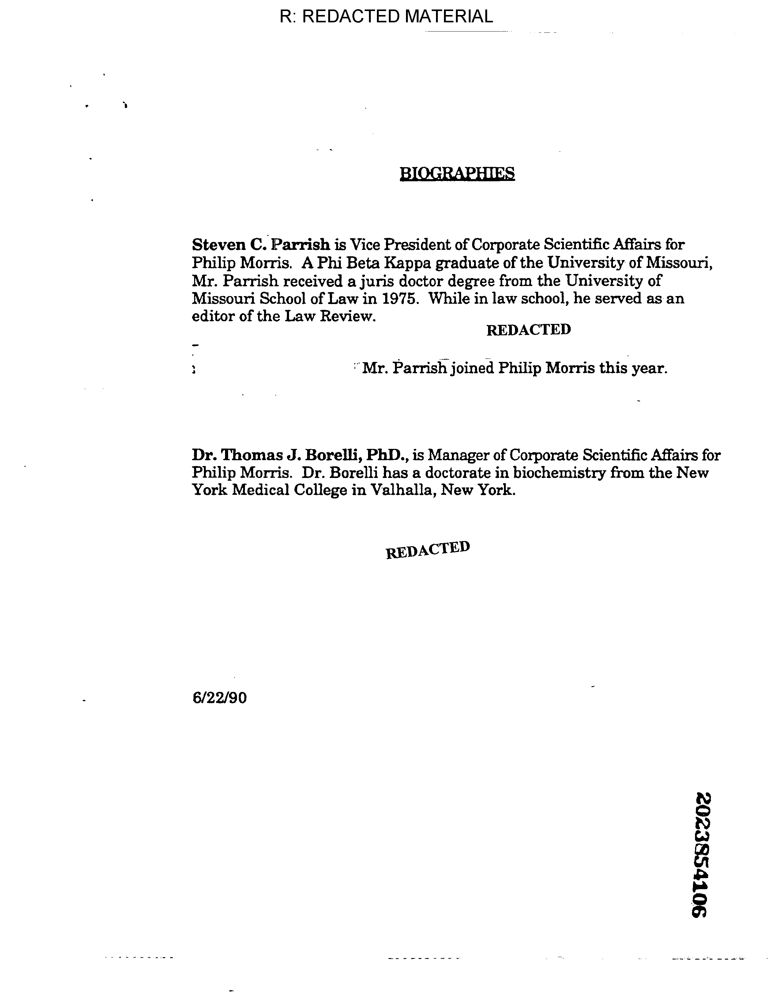 R: REDACTED MATERIAL
BIOGRAPHIES
Steven C. Parrish is Vice President of Corporate Scientific Affairs for
Philip Morris. A Phi Beta Kappa graduate of the University of Missouri,
Mr. Parrish received a juris doctor degree from the University of
Missouri School of Law in 1975. While in law school, he served as an
editor of the Law Review.
REDACTED
Mr. Parrish joined Philip Morris this year.
Dr. Thomas J. Borelli, PhD., is Manager of Corporate Scientific Affairs for
Philip Morris. Dr. Borelli has a doctorate in biochemistry from the New
York Medical College in Valhalla, New York.
REDACTED
6/22/90
2023854106